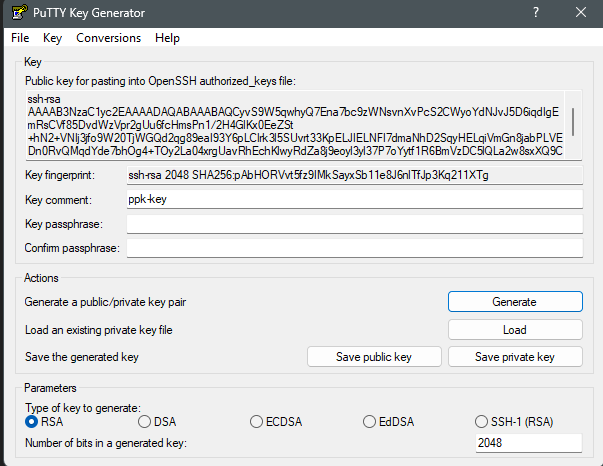 PuTTY Key Generator
File Key Conversions Help
Key
Public key for pasting into OpenSSH authorized_keys file:
ssh-rsa
AAAAB3NzaC1yc2EAAAADAQABAAABAQCyvS9W5qwhyQ7Ena7bc9zWNsvnXvPcS2CWyoYdNJvJ5D6iqdIgE
mRsCVf85DvdWzVpr2gUu6fcHmsPn1/2H4GlKx0EeZSt
+hN2+VNIj3jfo9W20TjWGQd2qg89eaI93Y6pLCIrk3I5SUvrt33KpELJIELNFI7dmaNhD2SqyHELqiVmGn8jabPLVE
Dn0RvQMqdYde7bhOg4+TOy2La04xrgUavRhEchKlwyRdZa8j9eoyI3yI37P7oYytf1R6BmVzDC5IQLa2w8sxXQ9C
Key fingerprint:
ssh-rsa 2048 SHA256:pAbHORVvt5fz9IMkSayxSb11e8J6nITfJp3Kq211XTg
Key comment:
ppk-key
Key passphrase:
Confirm passphrase:
Actions
Generate a public/private key pair
Generate
Load an existing private key file
Load
Save the generated key
Save public key
Save private key
Parameters
Type of key to generate:
RSA DSA ECDSA EdDSA SSH-1 (RSA)
Number of bits in a generated key:
2048